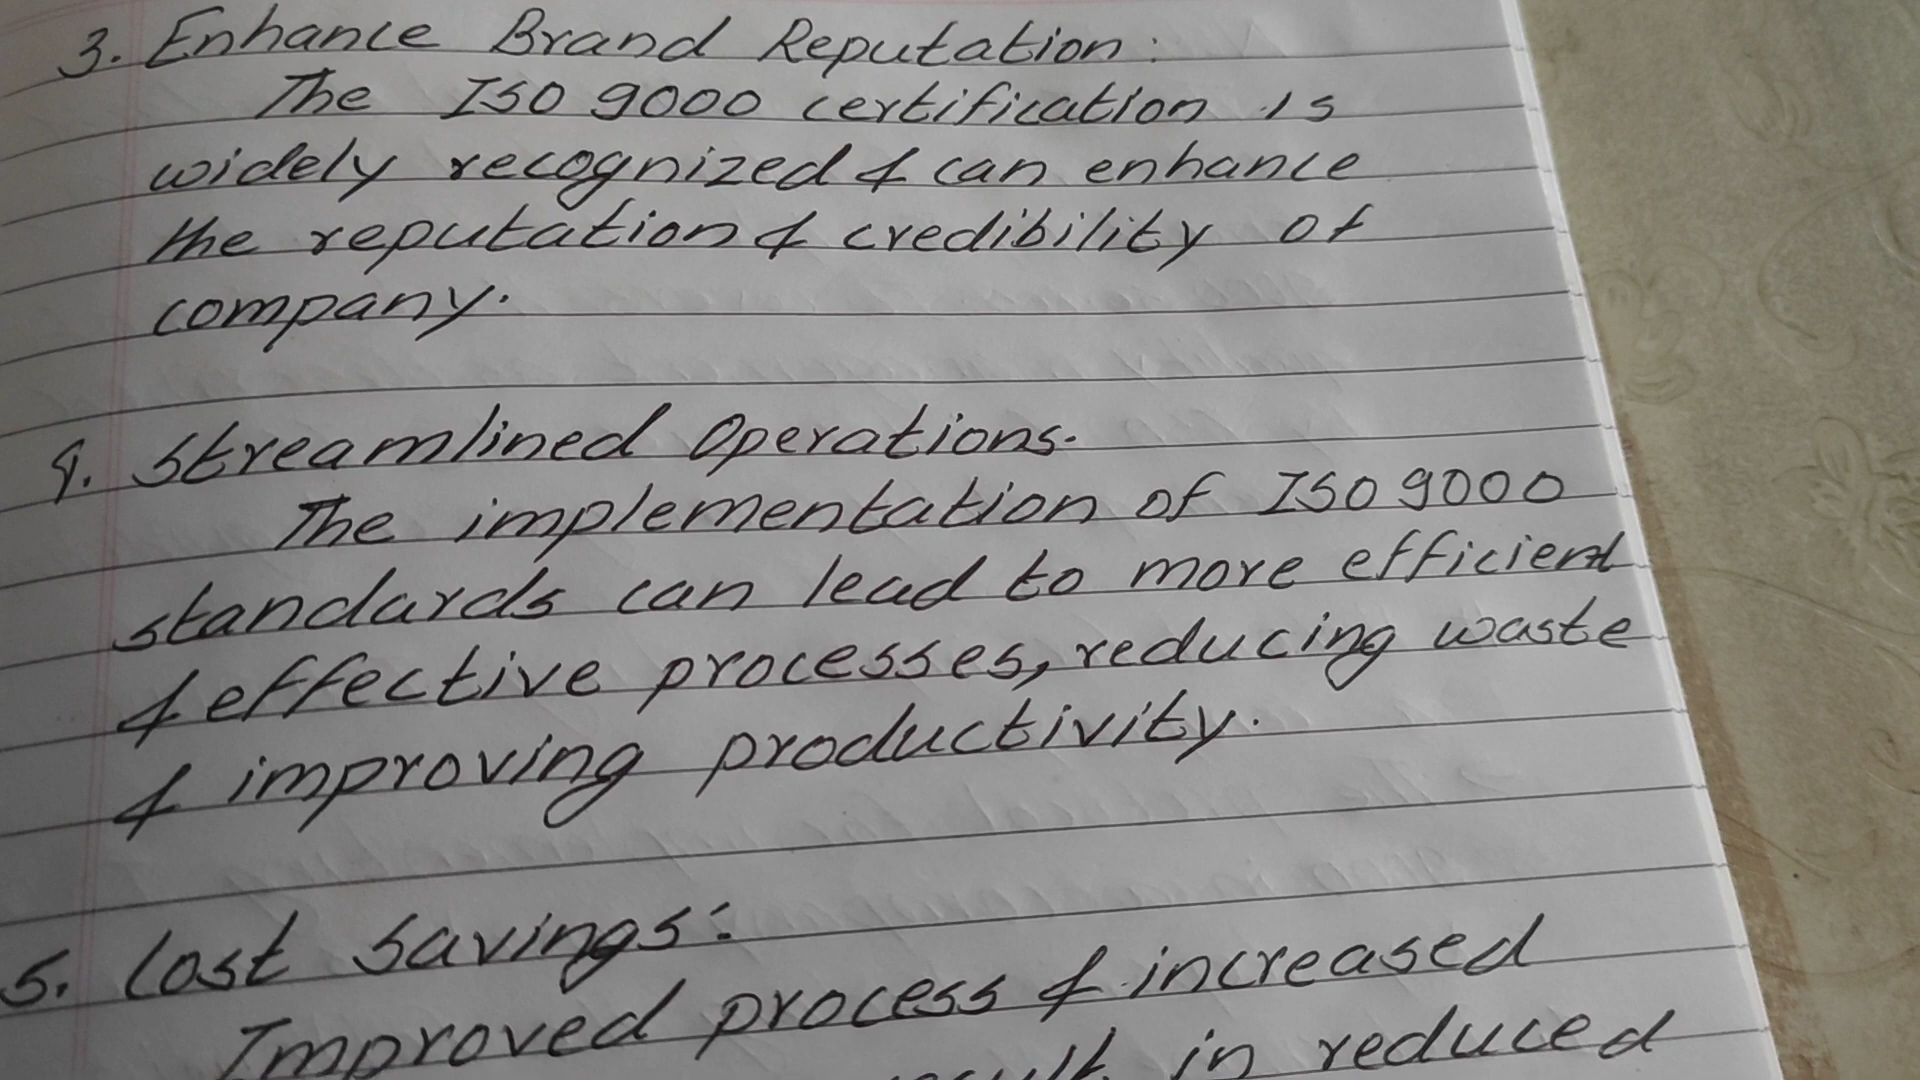 3. Enhance Brand Reputation:
The ISO 9000 certification is
widely recognized & can enhance
the reputation & credibility of
company.
4. Streamlined Operations.
The implementation of ISO 9000
standards can lead to more efficient
& effective processes, reducing waste
& improving productivity.
5. Cost Savings:
Improved process & increased
in reduced